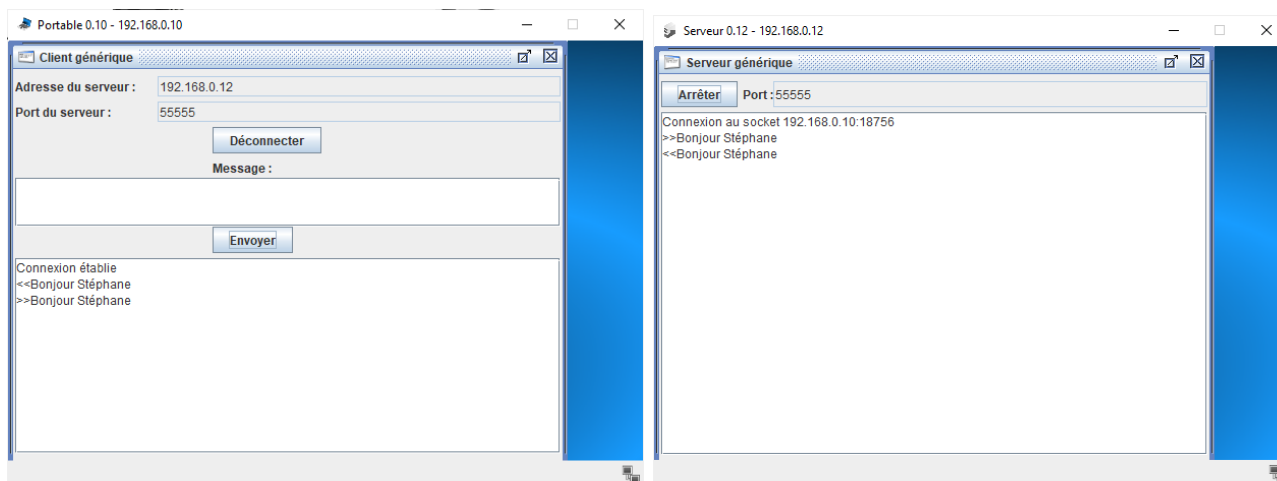 Portable 0.10 - 192.168.0.10
Client générique
Adresse du serveur : 192.168.0.12
Port du serveur : 55555
Déconnecter
Message :
Envoyer
Connexion établie
<<Bonjour Stéphane
>>Bonjour Stéphane
Serveur 0.12 - 192.168.0.12
Serveur générique
Arrêter Port : 55555
Connexion au socket 192.168.0.10:18756
>>Bonjour Stéphane
<<Bonjour Stéphane